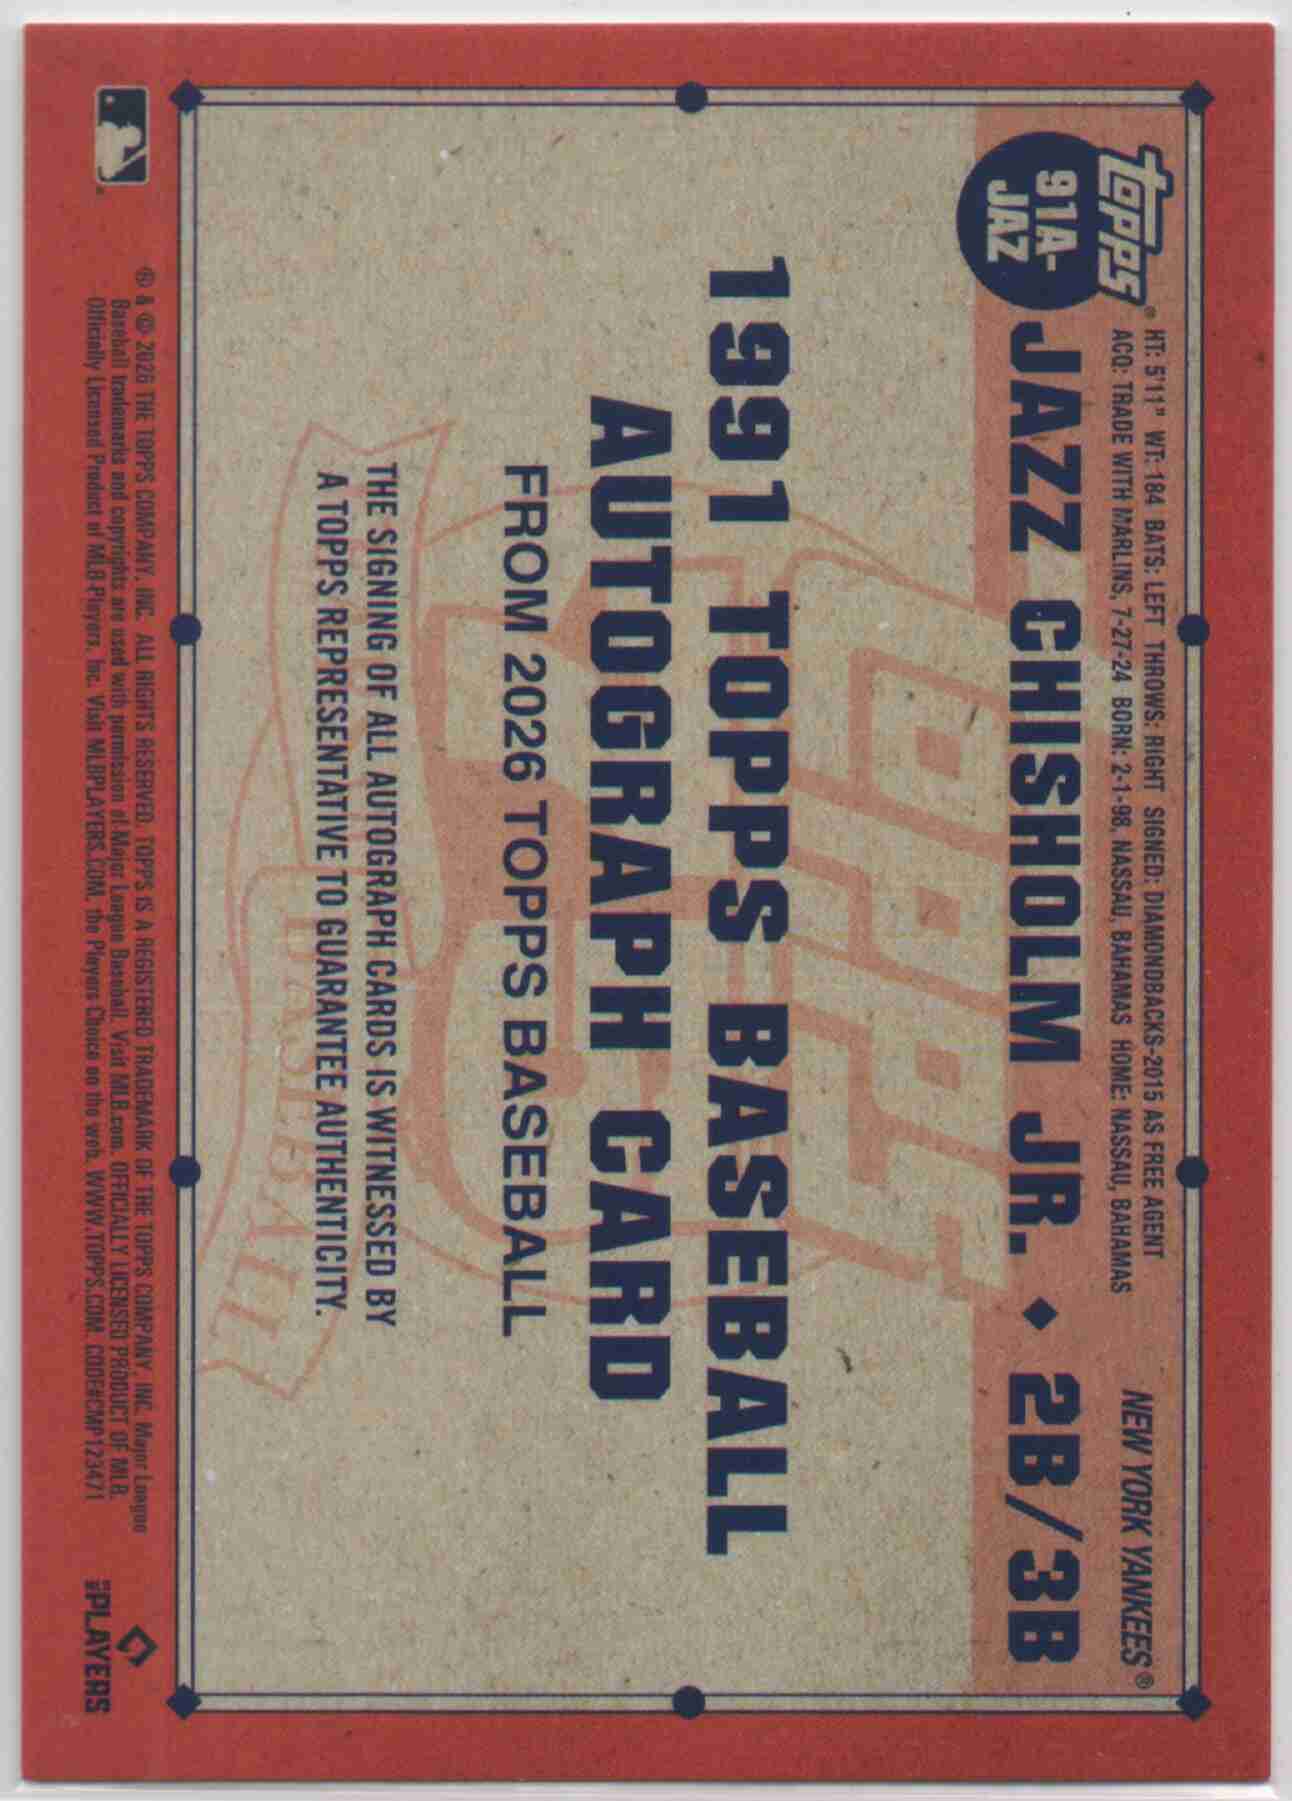 TOPPS®
91A-
JAZ
HT: 5'11" WT: 184 BATS: LEFT THROWS: RIGHT SIGNED: DIAMONDBACKS-2015 AS FREE AGENT
ACQ: TRADE WITH MARLINS, 7-27-24 BORN: 2-1-98, NASSAU, BAHAMAS HOME: NASSAU, BAHAMAS
NEW YORK YANKEES®
JAZZ CHISHOLM JR. ◆ 2B/3B
1991 TOPPS BASEBALL
AUTOGRAPH CARD
FROM 2026 TOPPS BASEBALL
THE SIGNING OF ALL AUTOGRAPH CARDS IS WITNESSED BY
A TOPPS REPRESENTATIVE TO GUARANTEE AUTHENTICITY.
® & © 2026 THE TOPPS COMPANY, INC. ALL RIGHTS RESERVED. TOPPS IS A REGISTERED TRADEMARK OF THE TOPPS COMPANY, INC. Major League
Baseball trademarks and copyrights are used with permission of Major League Baseball. Visit MLB.com. OFFICIALLY LICENSED PRODUCT OF MLB.
Officially Licensed Product of MLB Players, Inc. Visit MLBPLAYERS.COM, the Players Choice on the web. WWW.TOPPS.COM. CODE#CMP123471
MLB PLAYERS